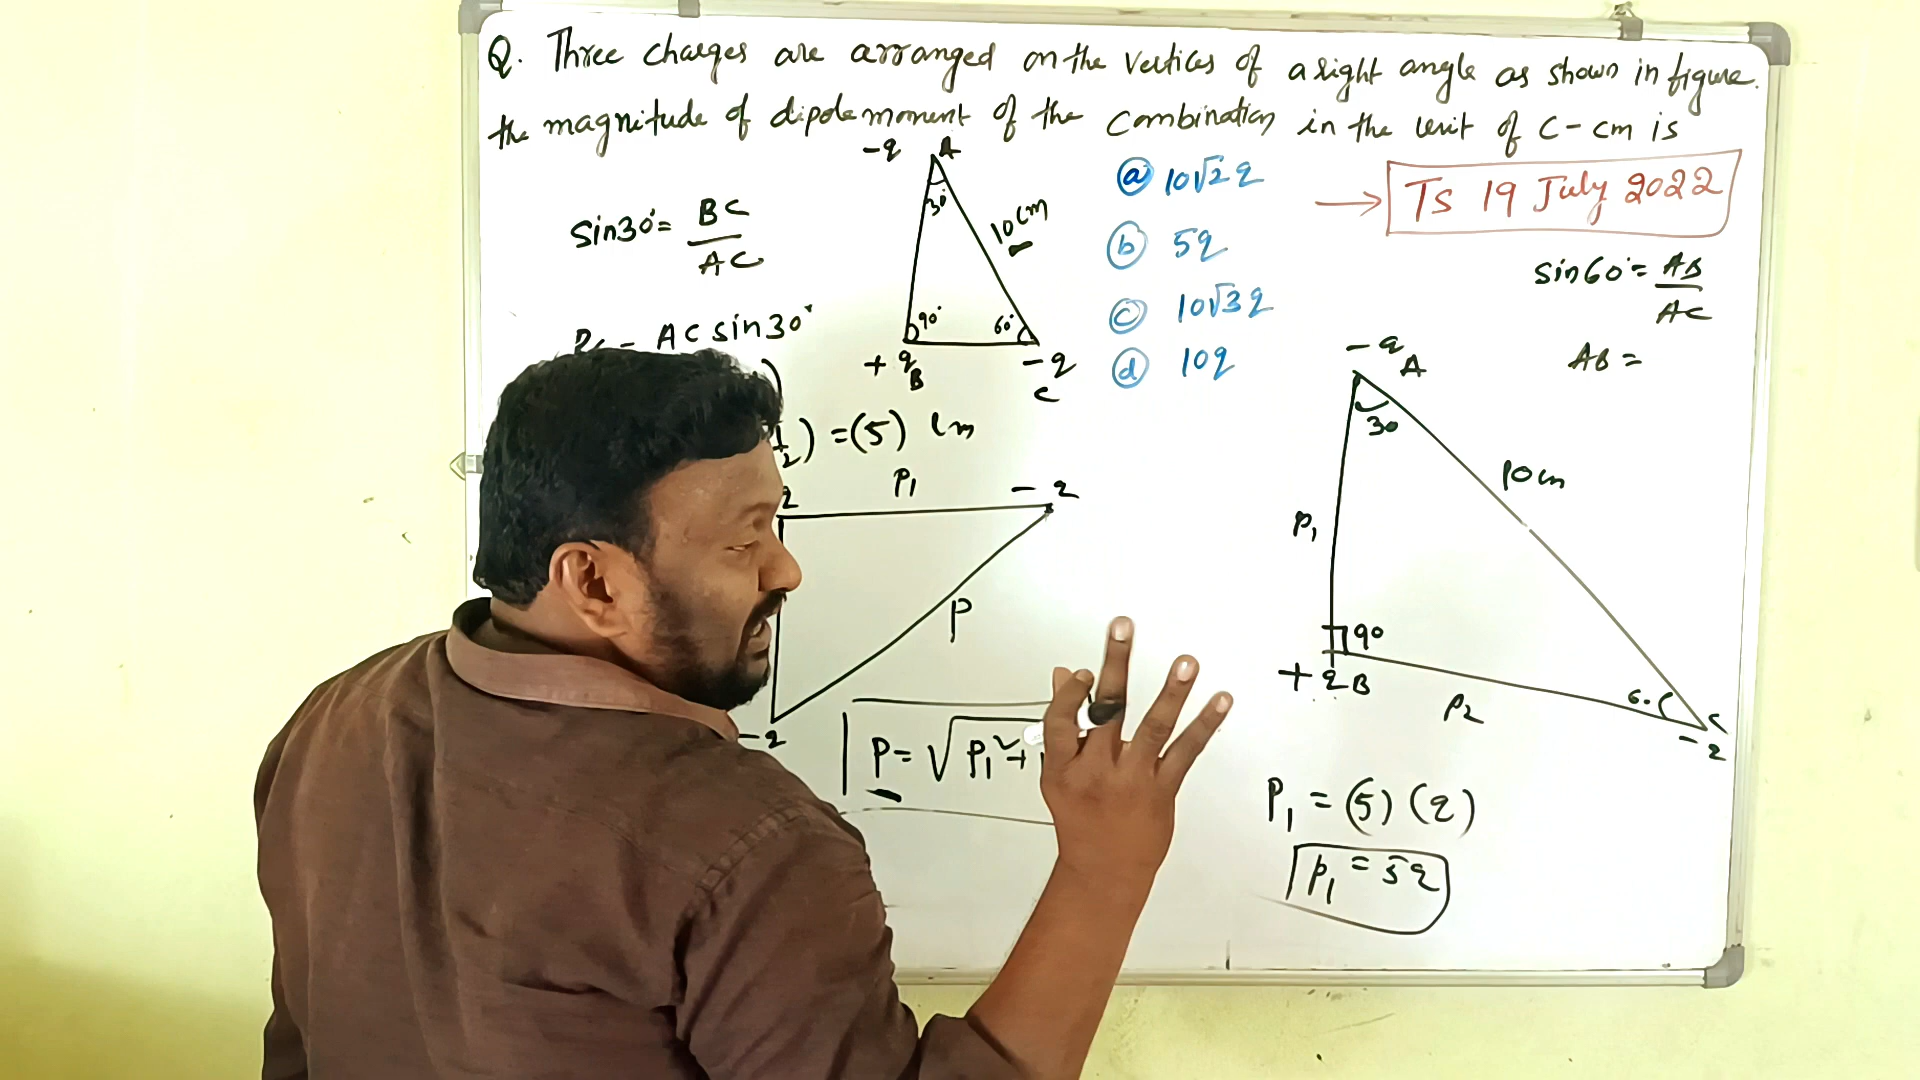 Q. Three charges are arranged on the vertices of a right angle as shown in figure.
the magnitude of dipole moment of the combination in the unit of C-cm is
-q A
30°
10cm
90°
60°
+q B
-q
C
ⓐ 10√2q
ⓑ 5q
ⓒ 10√3q
ⓓ 10q
→ Ts 19 July 2022
sin30° = BC / AC
AC sin30°
) = (5) cm
q P₁ -q
P
-q
P = √P₁² +
sin60° = AB / AC
AB =
-q A
30
10cm
P₁
90
+q B
P₂
60
C
-q
P₁ = (5) (q)
P₁ = 5q